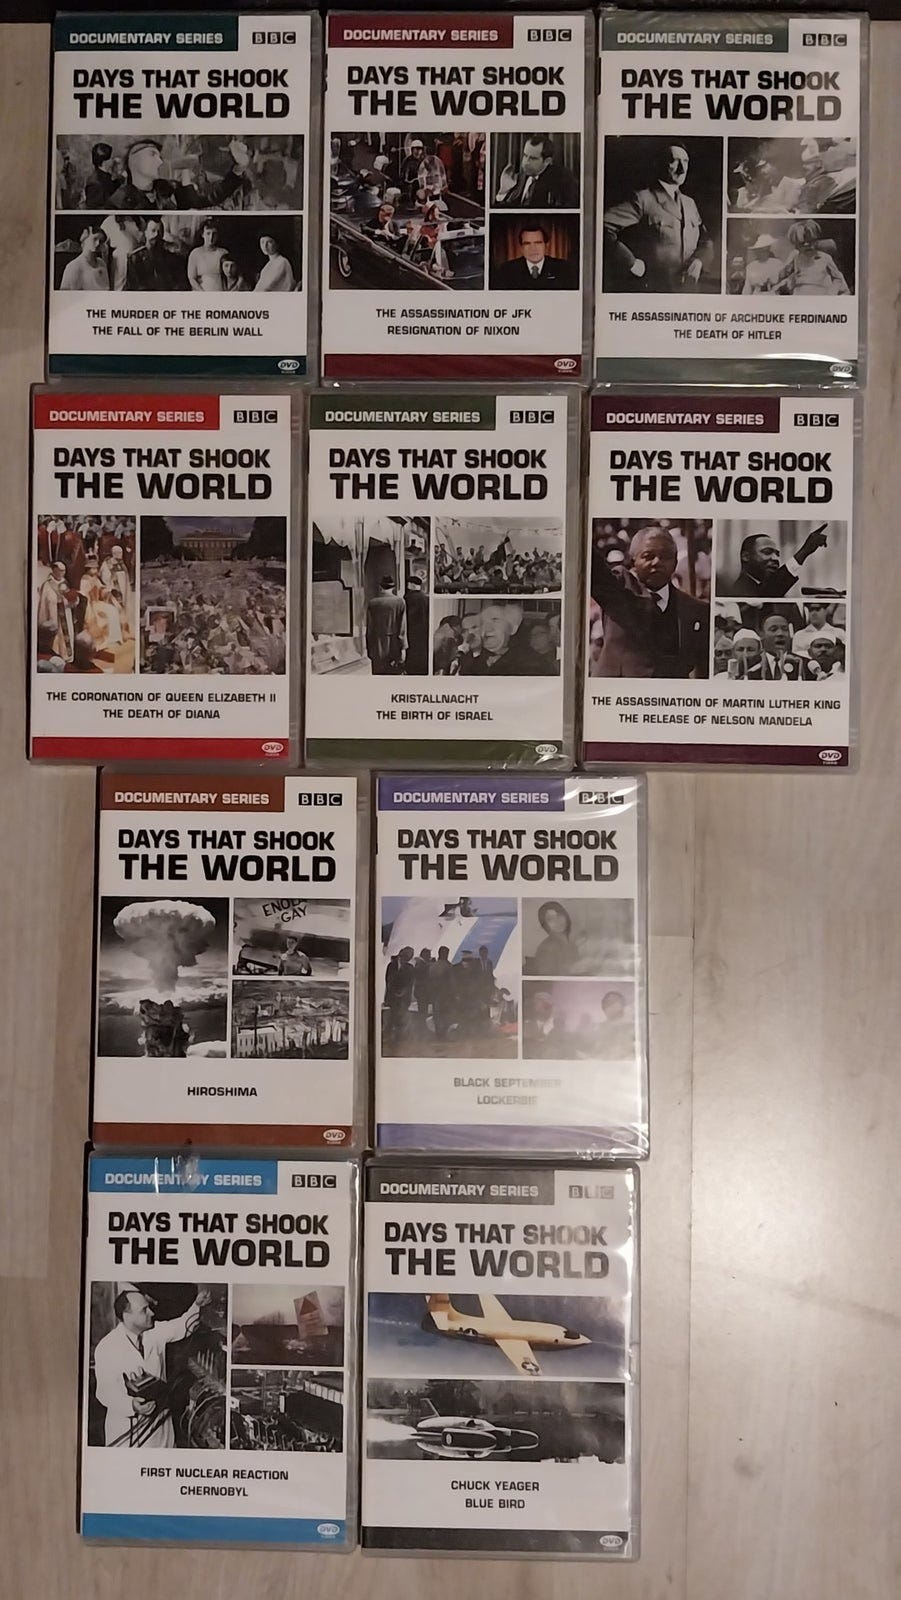 DOCUMENTARY SERIES BBC
DAYS THAT SHOOK
THE WORLD
THE MURDER OF THE ROMANOVS
THE FALL OF THE BERLIN WALL
DVD
DOCUMENTARY SERIES BBC
DAYS THAT SHOOK
THE WORLD
THE ASSASSINATION OF JFK
RESIGNATION OF NIXON
DVD
DOCUMENTARY SERIES BBC
DAYS THAT SHOOK
THE WORLD
THE ASSASSINATION OF ARCHDUKE FERDINAND
THE DEATH OF HITLER
DVD
DOCUMENTARY SERIES BBC
DAYS THAT SHOOK
THE WORLD
THE CORONATION OF QUEEN ELIZABETH II
THE DEATH OF DIANA
DVD
DOCUMENTARY SERIES BBC
DAYS THAT SHOOK
THE WORLD
KRISTALLNACHT
THE BIRTH OF ISRAEL
DVD
DOCUMENTARY SERIES BBC
DAYS THAT SHOOK
THE WORLD
THE ASSASSINATION OF MARTIN LUTHER KING
THE RELEASE OF NELSON MANDELA
DVD
DOCUMENTARY SERIES BBC
DAYS THAT SHOOK
THE WORLD
ENOLA
GAY
HIROSHIMA
DVD
DOCUMENTARY SERIES BBC
DAYS THAT SHOOK
THE WORLD
BLACK SEPTEMBER
LOCKERBIE
DOCUMENTARY SERIES BBC
DAYS THAT SHOOK
THE WORLD
FIRST NUCLEAR REACTION
CHERNOBYL
DVD
DOCUMENTARY SERIES BBC
DAYS THAT SHOOK
THE WORLD
CHUCK YEAGER
BLUE BIRD
DVD